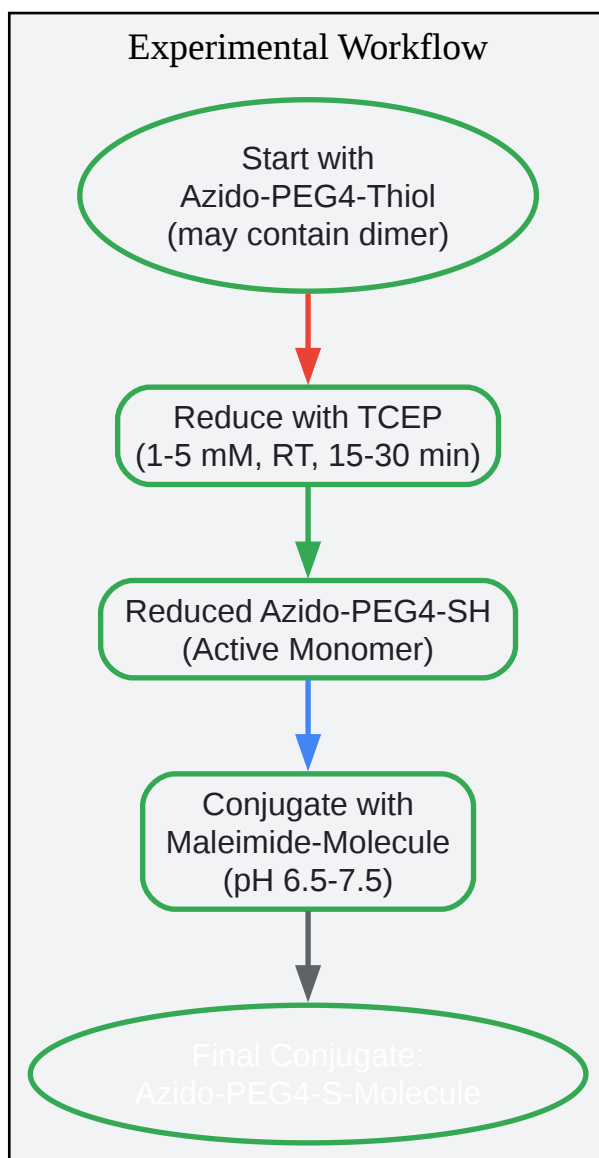 Experimental Workflow
Start with
Azido-PEG4-Thiol
(may contain dimer)
Reduce with TCEP
(1-5 mM, RT, 15-30 min)
Reduced Azido-PEG4-SH
(Active Monomer)
Conjugate with
Maleimide-Molecule
(pH 6.5-7.5)
Final Conjugate:
Azido-PEG4-S-Molecule